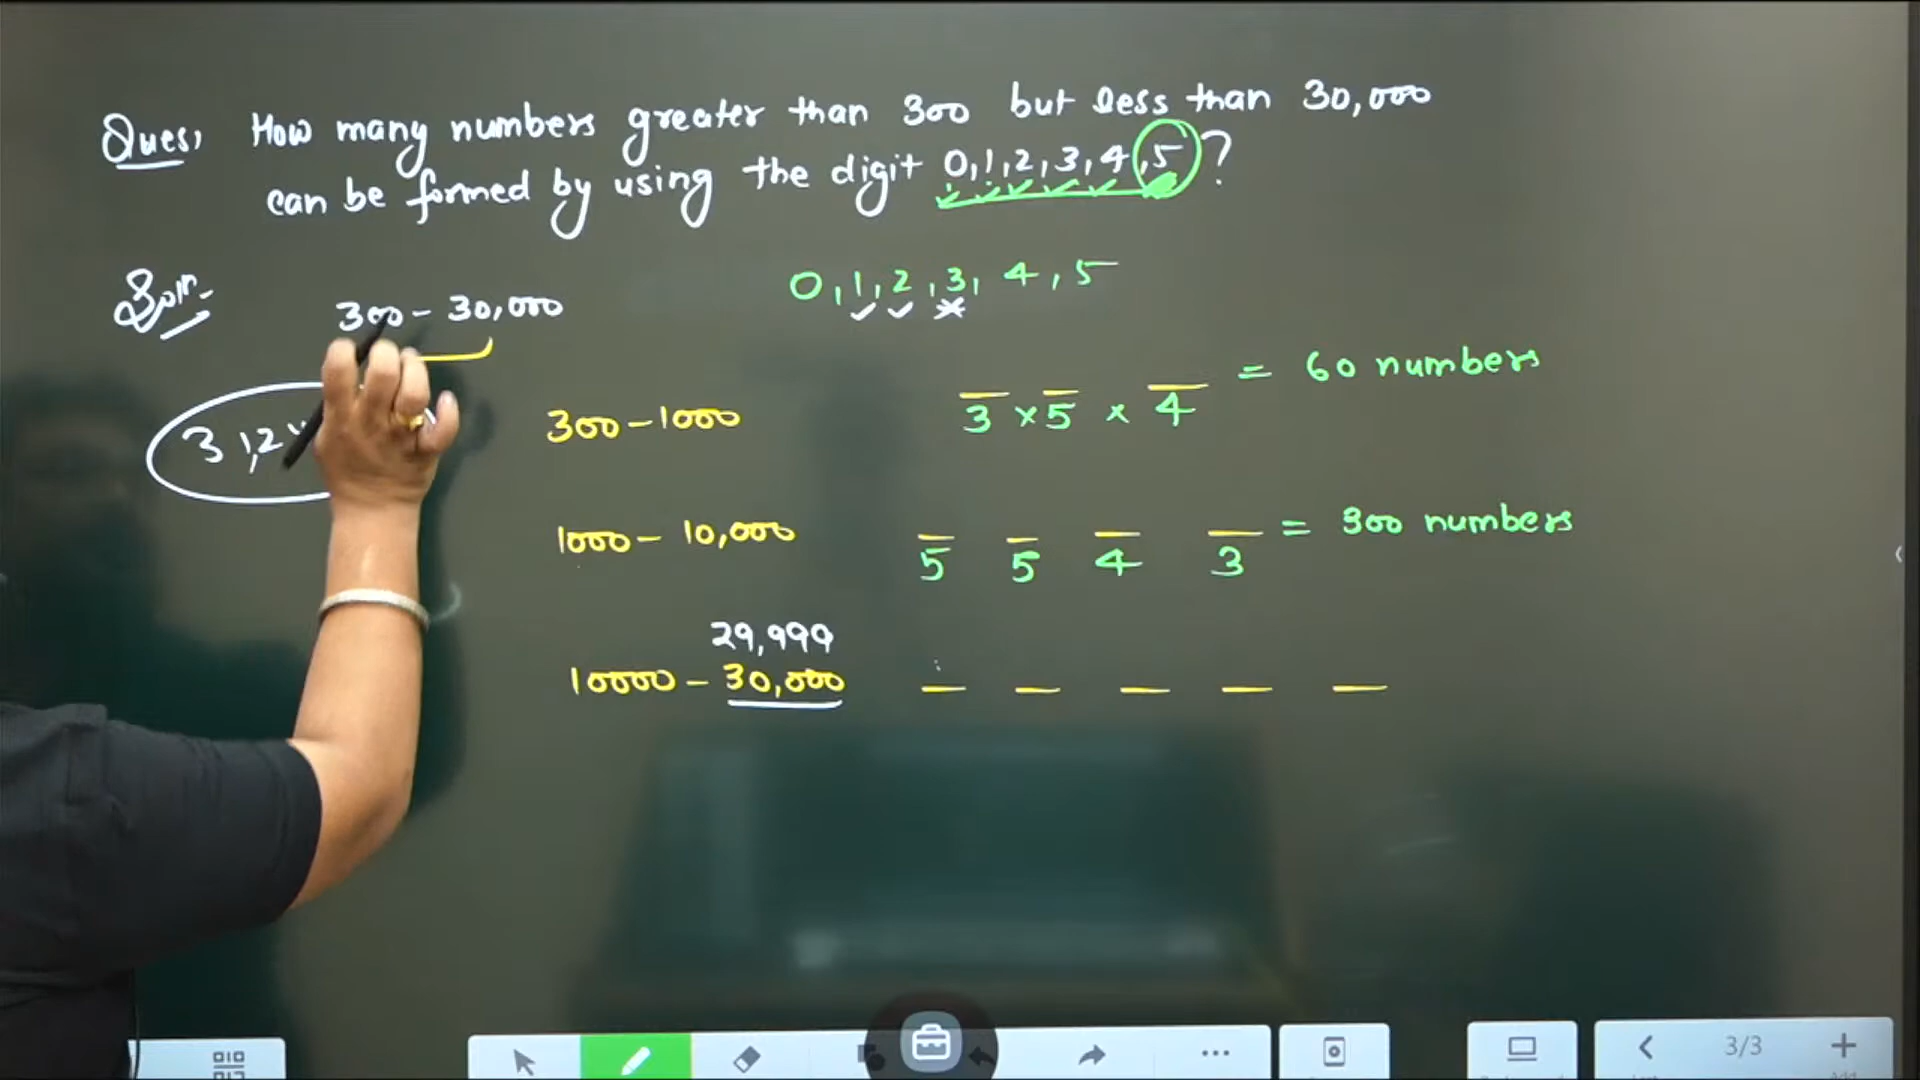 Ques, How many numbers greater than 300 but less than 30,000
can be formed by using the digit 0,1,2,3,4,5 ?
Soln.
300 - 30,000
0,1,2,3,4,5
3 1,2
300 - 1000
3 × 5 × 4 = 60 numbers
1000 - 10,000
5 5 4 3 = 300 numbers
29,999
10000 - 30,000
3/3